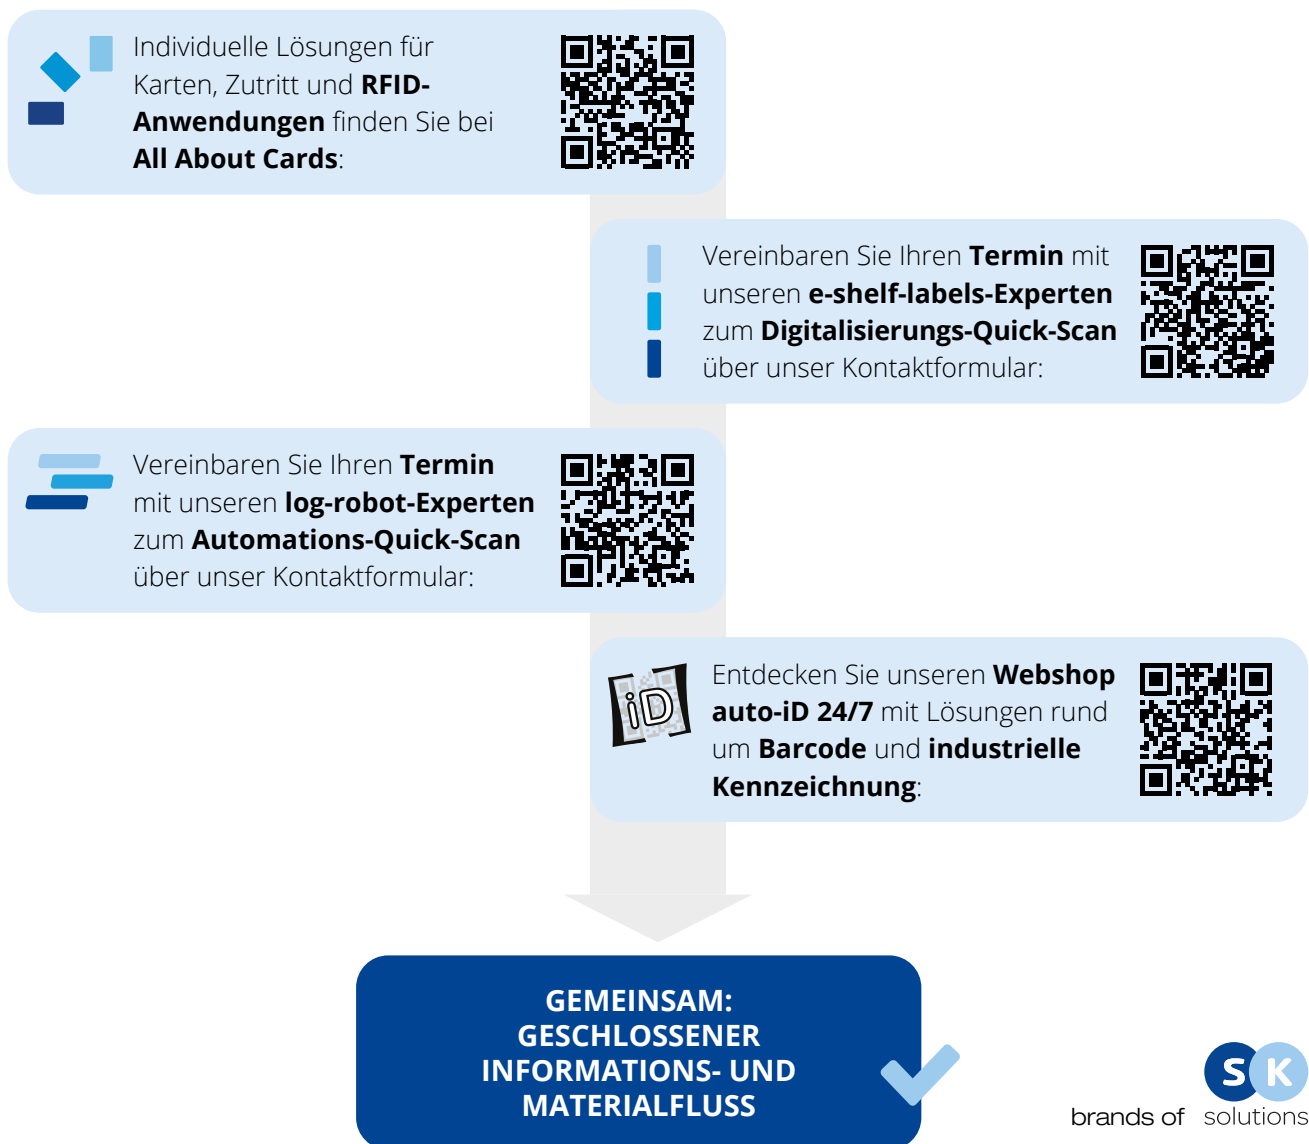 Individuelle Lösungen für
Karten, Zutritt und RFID-
Anwendungen finden Sie bei
All About Cards:
Vereinbaren Sie Ihren Termin mit
unseren e-shelf-labels-Experten
zum Digitalisierungs-Quick-Scan
über unser Kontaktformular:
Vereinbaren Sie Ihren Termin
mit unseren log-robot-Experten
zum Automations-Quick-Scan
über unser Kontaktformular:
iD
Entdecken Sie unseren Webshop
auto-iD 24/7 mit Lösungen rund
um Barcode und industrielle
Kennzeichnung:
GEMEINSAM:
GESCHLOSSENER
INFORMATIONS- UND
MATERIALFLUSS
SK
brands of solutions